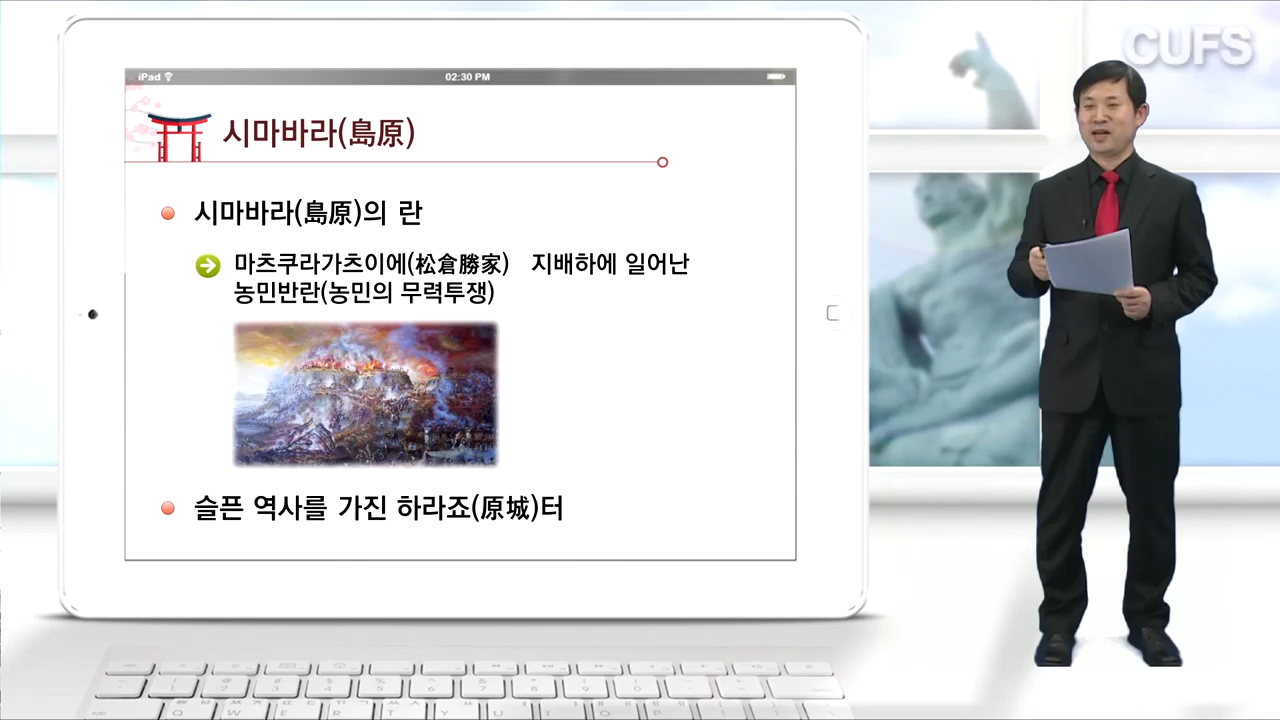 CUFS
iPad 02:30 PM
시마바라(島原)
시마바라(島原)의 란
마츠쿠라가츠이에(松倉勝家) 지배하에 일어난
농민반란(농민의 무력투쟁)
슬픈 역사를 가진 하라죠(原城)터